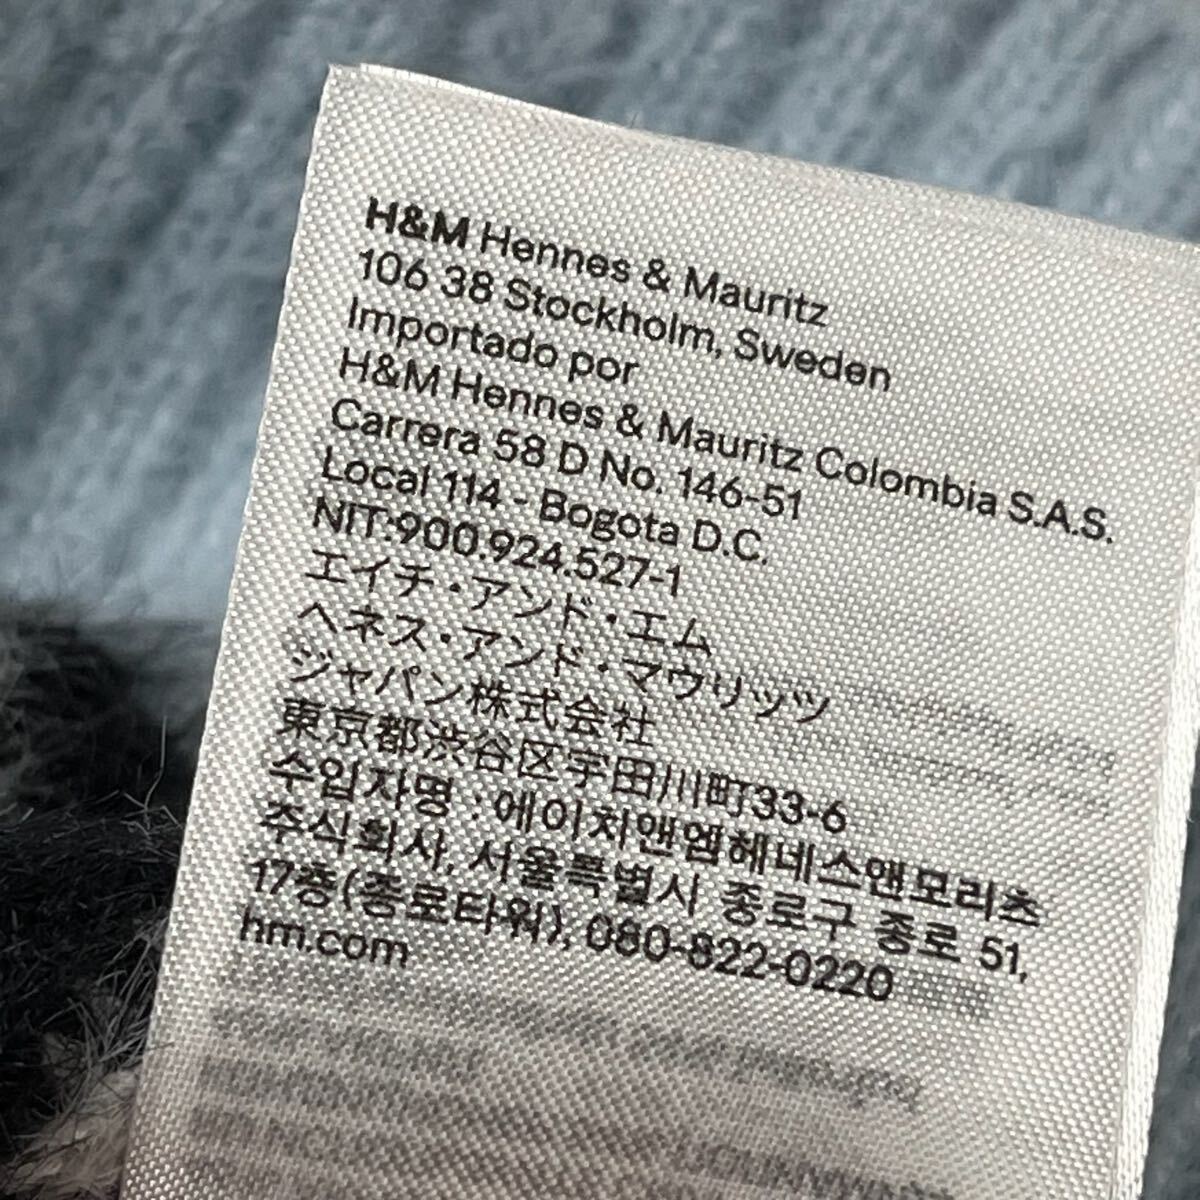 H&M Hennes & Mauritz
106 38 Stockholm, Sweden
Importado por
H&M Hennes & Mauritz Colombia S.A.S.
Carrera 58 D No. 146-51
Local 114 - Bogota D.C.
NIT:900.924.527-1
エイチ・アンド・エム
ヘネス・アンド・マウリッツ
ジャパン株式会社
東京都渋谷区宇田川町33-6
수입자명 : 에이치앤엠헤네스앤모리츠
주식회사, 서울특별시 종로구 종로 51,
17층(종로타워), 080-822-0220
hm.com